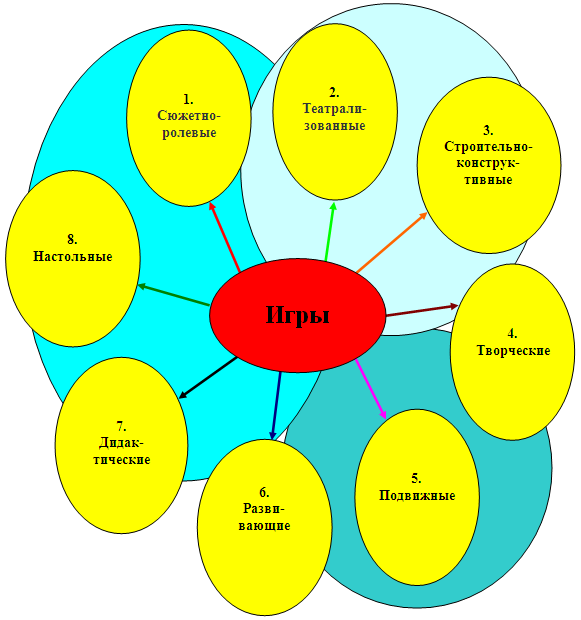 1.
Сюжетно-
ролевые
2.
Театрали-
зованные
3.
Строительно-
конструк-
тивные
8.
Настольные
Игры
4.
Творческие
7.
Дидак-
тические
5.
Подвижные
6.
Разви-
вающие